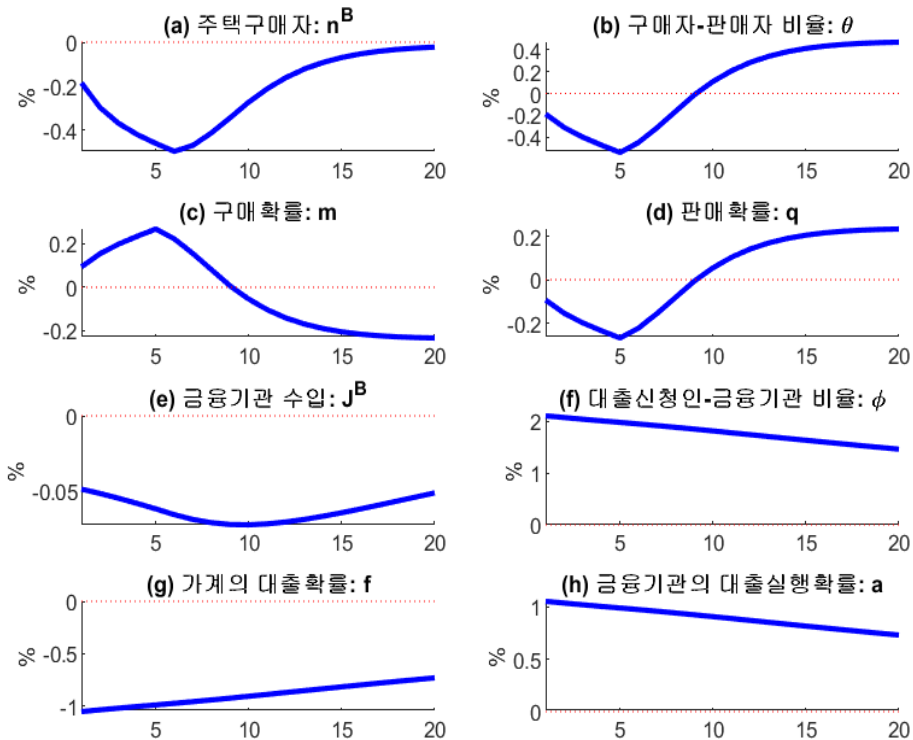 (a) 주택구매자: n^B
0
-0.2
-0.4
%
5 10 15 20
(b) 구매자-판매자 비율: θ
0.4
0.2
0
-0.2
-0.4
%
5 10 15 20
(c) 구매확률: m
0.2
0
-0.2
%
5 10 15 20
(d) 판매확률: q
0.2
0
-0.2
%
5 10 15 20
(e) 금융기관 수입: J^B
0
-0.05
%
5 10 15 20
(f) 대출신청인-금융기관 비율: ϕ
2
1
0
%
5 10 15 20
(g) 가계의 대출확률: f
0
-0.5
-1
%
5 10 15 20
(h) 금융기관의 대출실행확률: a
1
0.5
0
%
5 10 15 20